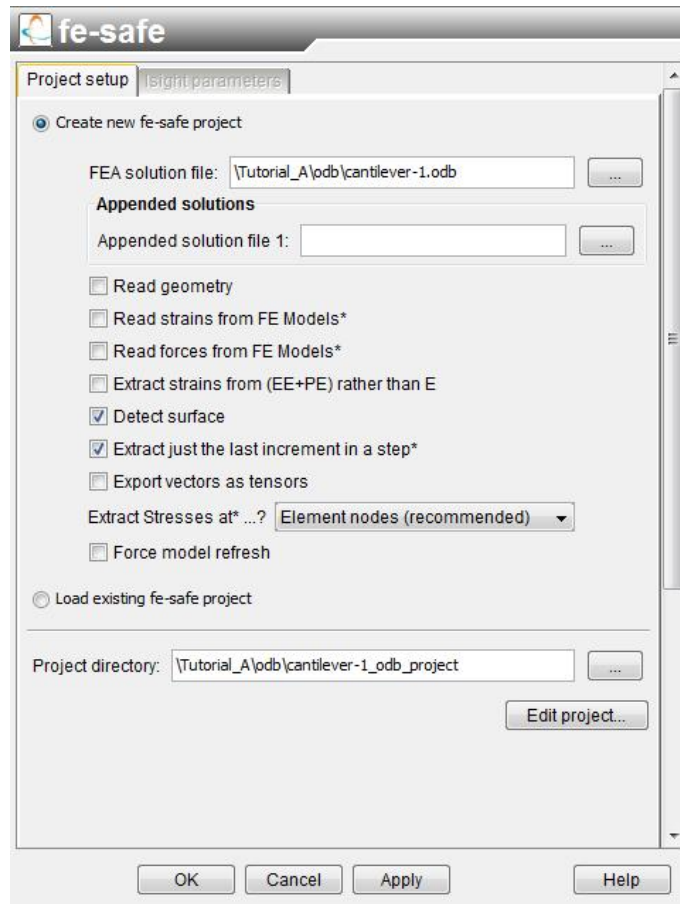 fe-safe
Project setup Isight parameters
Create new fe-safe project
FEA solution file: \Tutorial_A\odb\cantilever-1.odb ...
Appended solutions
Appended solution file 1: ...
Read geometry
Read strains from FE Models*
Read forces from FE Models*
Extract strains from (EE+PE) rather than E
Detect surface
Extract just the last increment in a step*
Export vectors as tensors
Extract Stresses at* ...? Element nodes (recommended)
Force model refresh
Load existing fe-safe project
Project directory: \Tutorial_A\odb\cantilever-1_odb_project ...
Edit project...
OK Cancel Apply Help